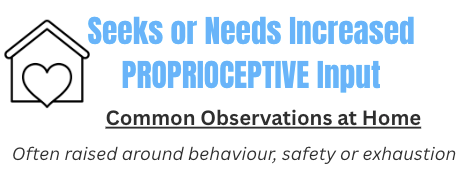 Seeks or Needs Increased
PROPRIOCEPTIVE Input
Common Observations at Home
Often raised around behaviour, safety or exhaustion